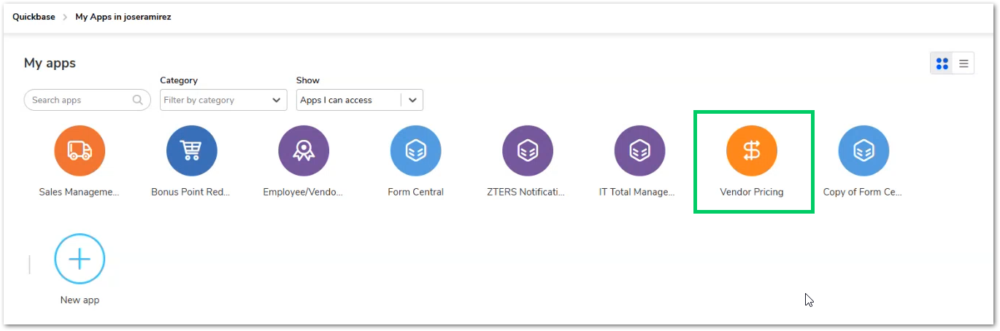 Quickbase > My Apps in joseramirez
My apps
Category
Show
Search apps
Filter by category
Apps I can access
Sales Manageme...
Bonus Point Red...
Employee/Vendo...
Form Central
ZTERS Notificati...
IT Total Manage...
Vendor Pricing
Copy of Form Ce...
New app